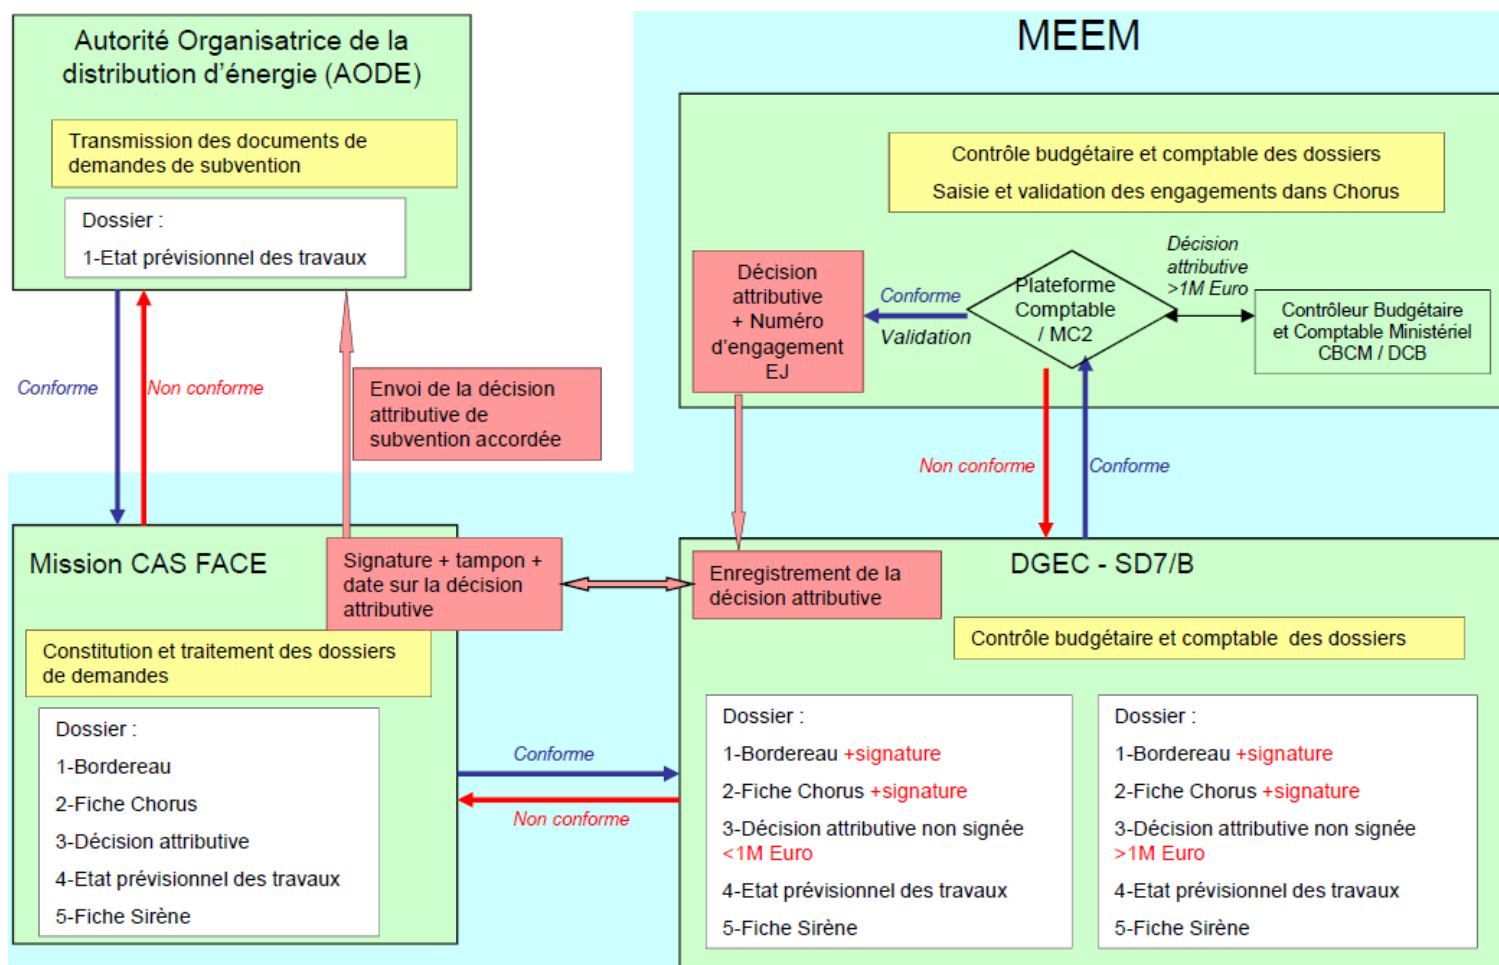 Autorité Organisatrice de la
distribution d'énergie (AODE)
Transmission des documents de
demandes de subvention
Dossier :
1-Etat prévisionnel des travaux
MEEM
Contrôle budgétaire et comptable des dossiers
Saisie et validation des engagements dans Chorus
Décision
attributive
+ Numéro
d'engagement
EJ
Conforme
Validation
Plateforme
Comptable
/ MC2
Décision
attributive
>1M Euro
Contrôleur Budgétaire
et Comptable Ministériel
CBCM / DCB
Conforme
Non conforme
Envoi de la décision
attributive de
subvention accordée
Non conforme
Conforme
Mission CAS FACE
Signature + tampon +
date sur la décision
attributive
Enregistrement de la
décision attributive
DGEC - SD7/B
Constitution et traitement des dossiers
de demandes
Contrôle budgétaire et comptable des dossiers
Dossier :
1-Bordereau
2-Fiche Chorus
3-Décision attributive
4-Etat prévisionnel des travaux
5-Fiche Sirène
Conforme
Non conforme
Dossier :
1-Bordereau +signature
2-Fiche Chorus +signature
3-Décision attributive non signée
<1M Euro
4-Etat prévisionnel des travaux
5-Fiche Sirène
Dossier :
1-Bordereau +signature
2-Fiche Chorus +signature
3-Décision attributive non signée
>1M Euro
4-Etat prévisionnel des travaux
5-Fiche Sirène